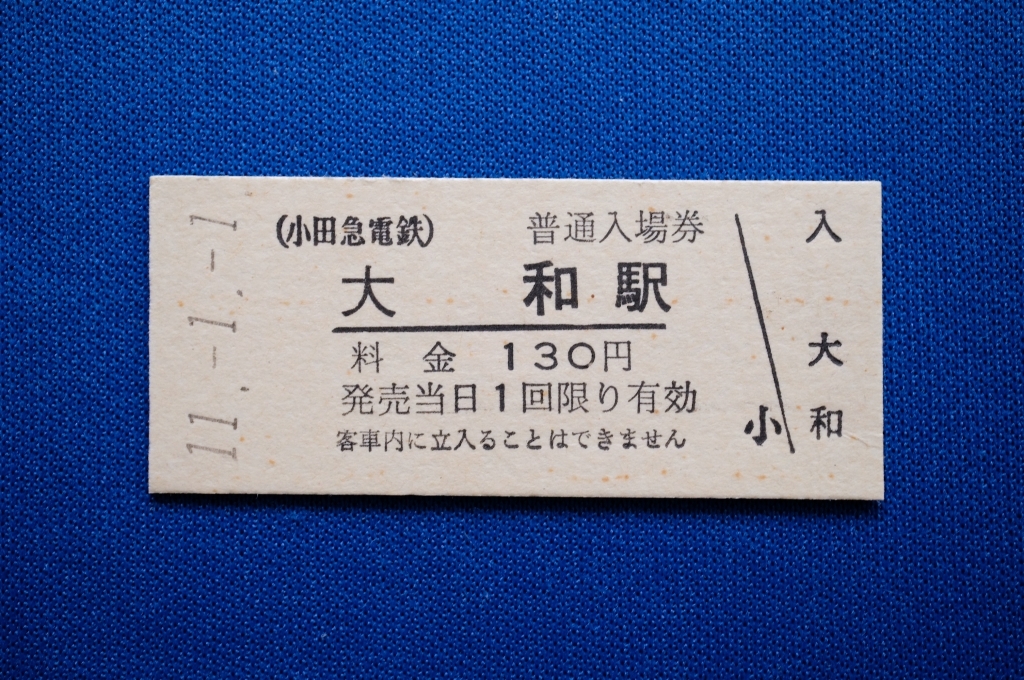 11.-1.-1
(小田急電鉄)
普通入場券
大和駅
料金 130円
発売当日1回限り有効
客車内に立入ることはできません
小
入
大和